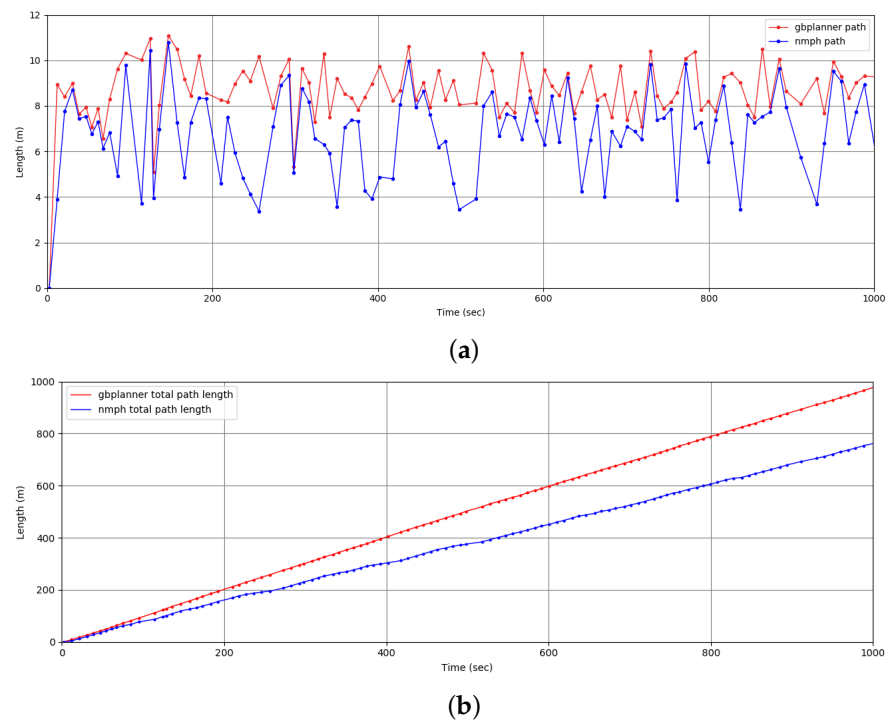 12
10
8
6
4
2
0
Length (m)
gbplanner path
nmph path
0
200
400
600
800
1000
Time (sec)
(a)
1000
800
600
400
200
0
Length (m)
gbplanner total path length
nmph total path length
0
200
400
600
800
1000
Time (sec)
(b)